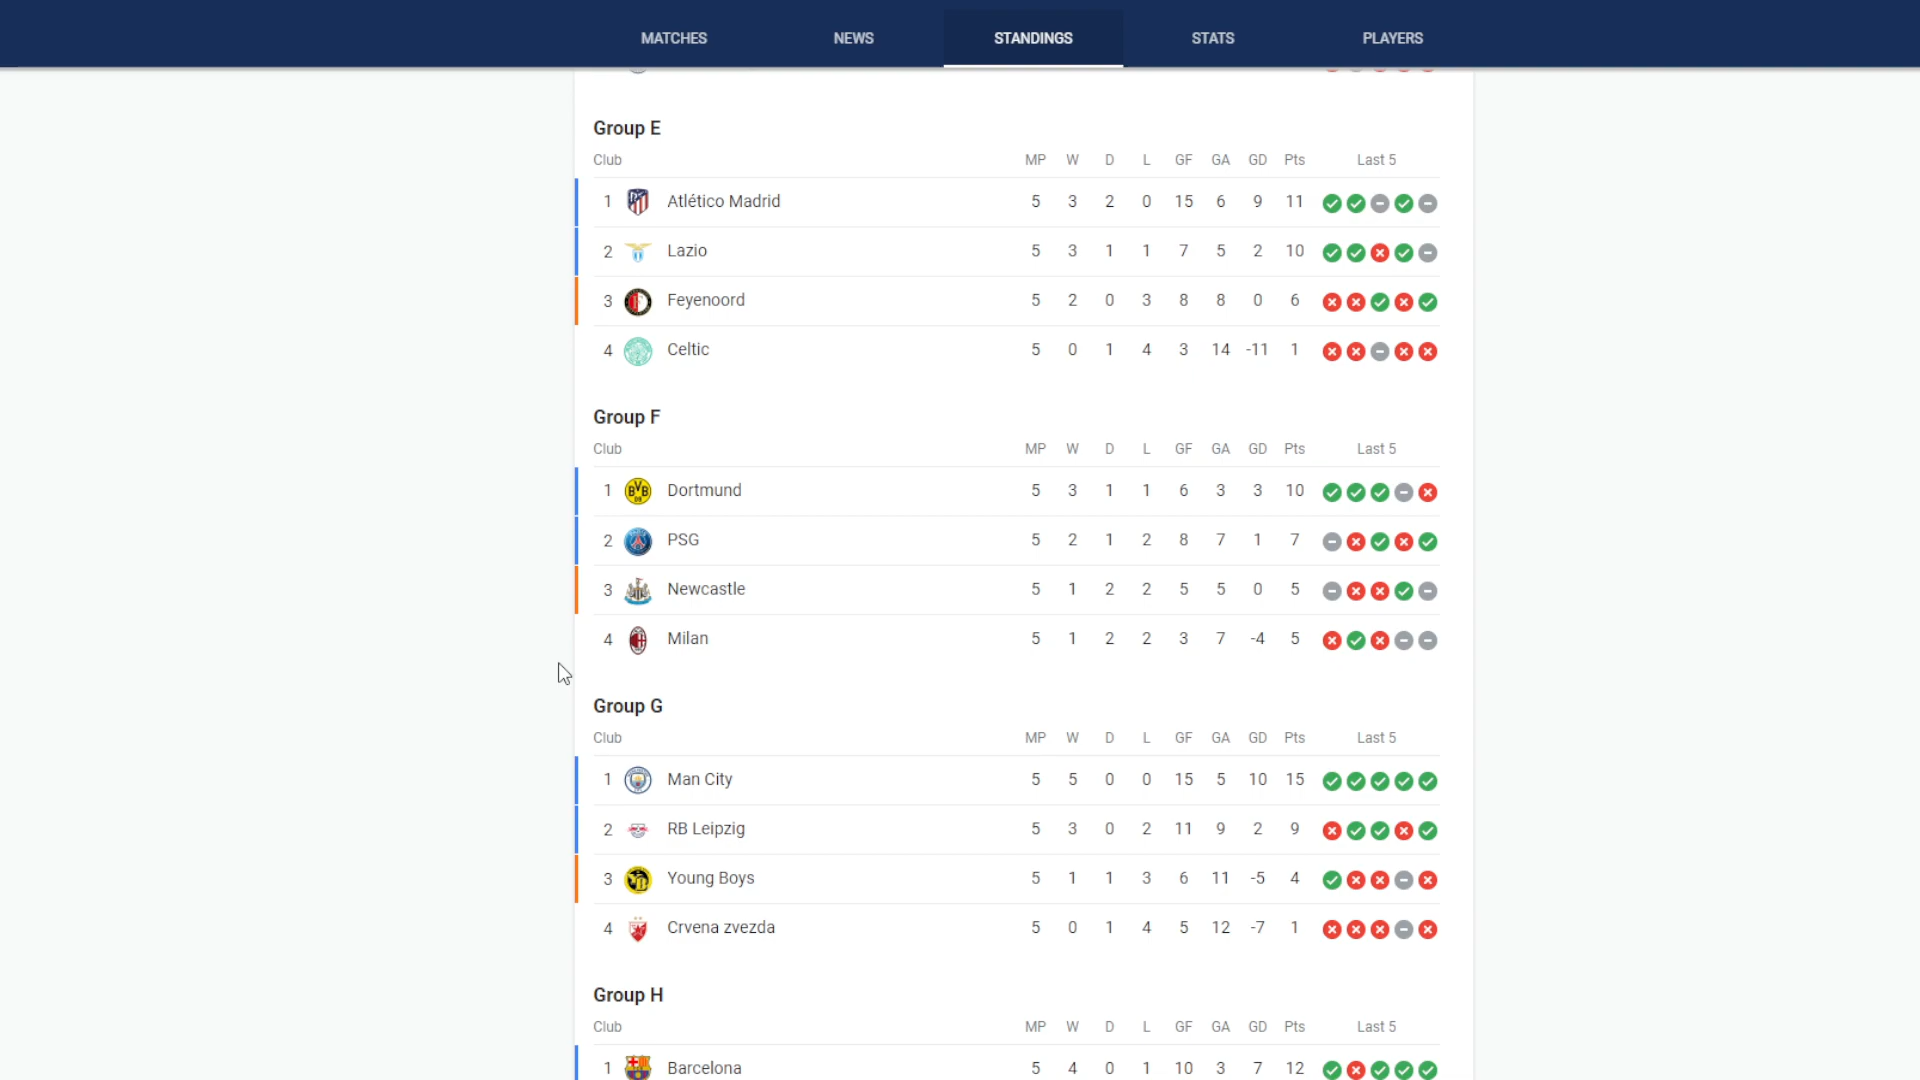 MATCHES NEWS STANDINGS STATS PLAYERS
Group E
Club MP W D L GF GA GD Pts Last 5
1 Atlético Madrid 5 3 2 0 15 6 9 11
2 Lazio 5 3 1 1 7 5 2 10
3 Feyenoord 5 2 0 3 8 8 0 6
4 Celtic 5 0 1 4 3 14 -11 1
Group F
Club MP W D L GF GA GD Pts Last 5
1 BVB 09 Dortmund 5 3 1 1 6 3 3 10
2 PSG 5 2 1 2 8 7 1 7
3 Newcastle 5 1 2 2 5 5 0 5
4 Milan 5 1 2 2 3 7 -4 5
Group G
Club MP W D L GF GA GD Pts Last 5
1 Man City 5 5 0 0 15 5 10 15
2 RB Leipzig 5 3 0 2 11 9 2 9
3 Young Boys 5 1 1 3 6 11 -5 4
4 Crvena zvezda 5 0 1 4 5 12 -7 1
Group H
Club MP W D L GF GA GD Pts Last 5
1 Barcelona 5 4 0 1 10 3 7 12